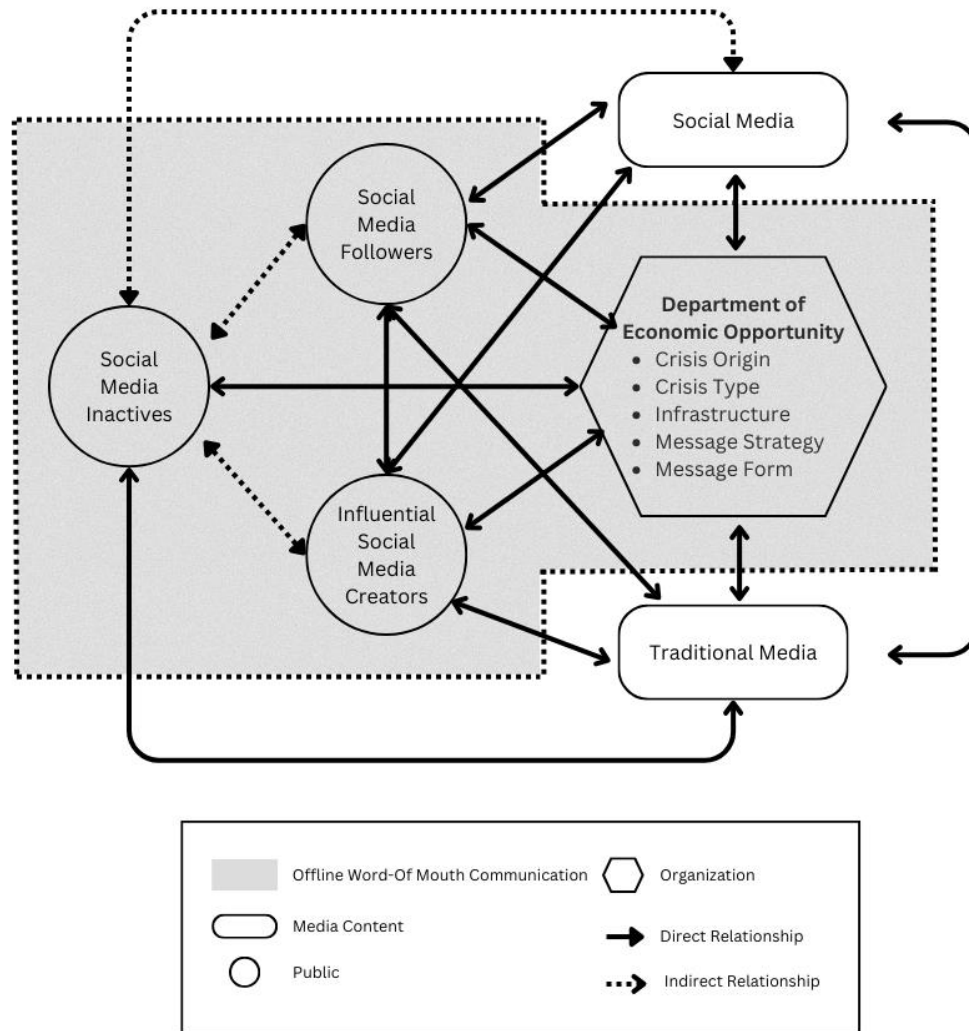 Social Media
Social
Media
Followers
Department of
Economic Opportunity
• Crisis Origin
• Crisis Type
• Infrastructure
• Message Strategy
• Message Form
Social
Media
Inactives
Influential
Social
Media
Creators
Traditional Media
Offline Word-Of Mouth Communication
Organization
Media Content
Direct Relationship
Public
Indirect Relationship